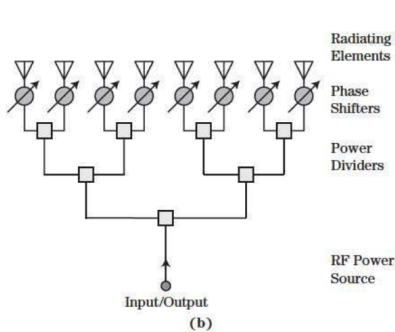 Radiating
Elements
Phase
Shifters
Power
Dividers
RF Power
Source
Input/Output
(b)